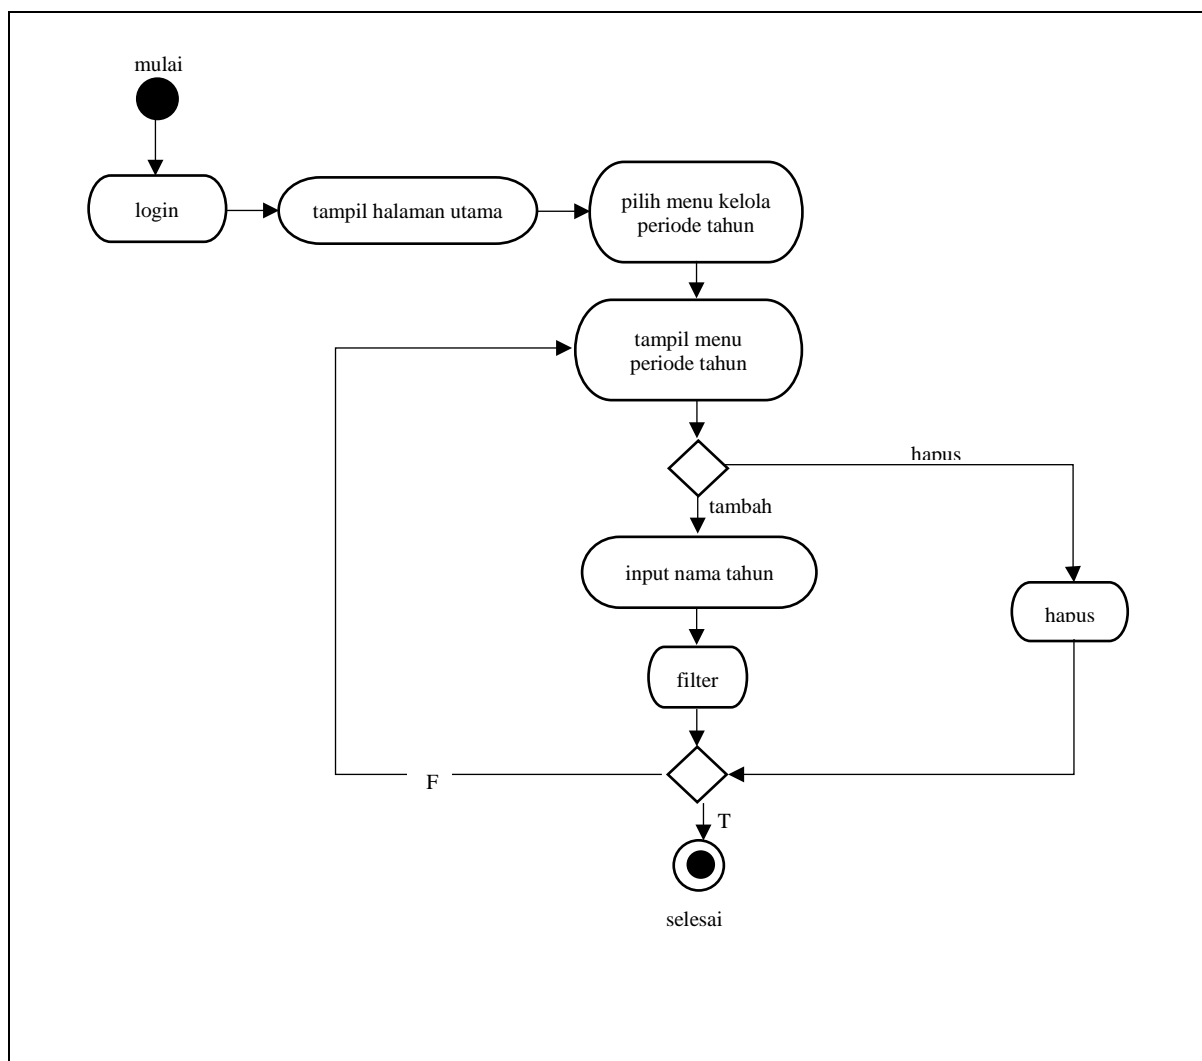 mulai
login
tampil halaman utama
pilih menu kelola
periode tahun
tampil menu
periode tahun
hapus
tambah
input nama tahun
hapus
filter
F
T
selesai